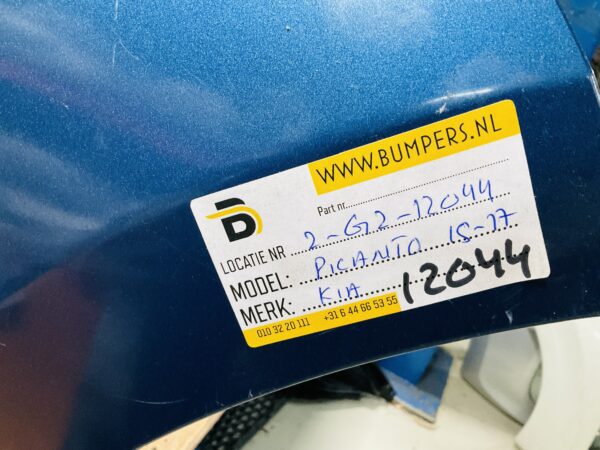 WWW.BUMPERS.NL
Part nr.
LOCATIE NR 2-G2-12044
MODEL: PICANTO 15-17
MERK: KIA 12044
010 32 20 111 +31 6 44 66 53 55